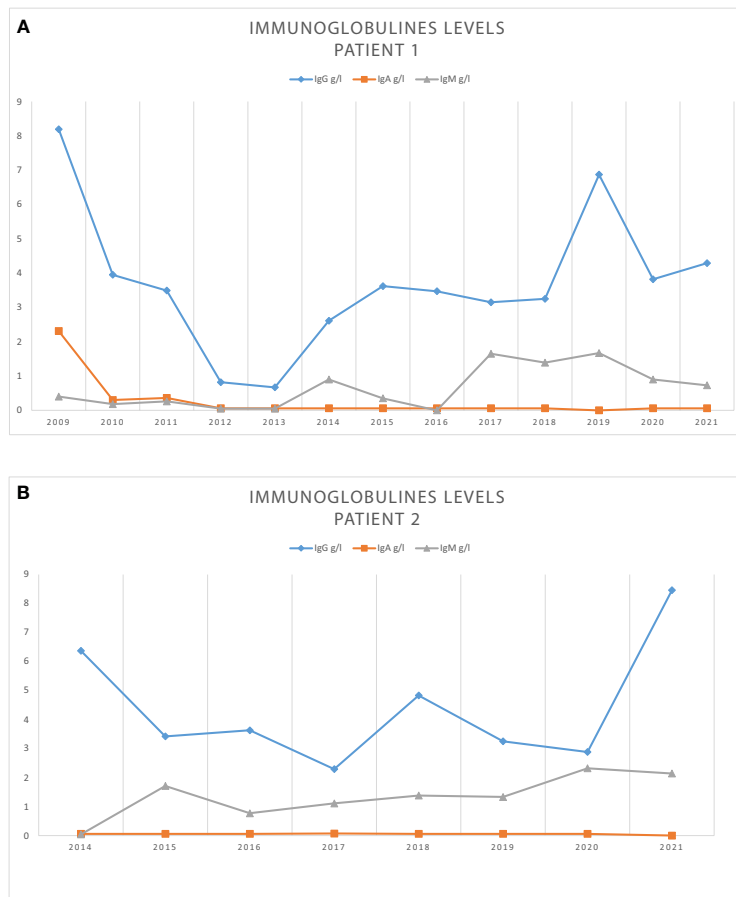 A
IMMUNOGLOBULINES LEVELS
PATIENT 1
IgG g/l IgA g/l IgM g/l
9
8
7
6
5
4
3
2
1
0
2009 2010 2011 2012 2013 2014 2015 2016 2017 2018 2019 2020 2021
B
IMMUNOGLOBULINES LEVELS
PATIENT 2
IgG g/l IgA g/l IgM g/l
9
8
7
6
5
4
3
2
1
0
2014 2015 2016 2017 2018 2019 2020 2021